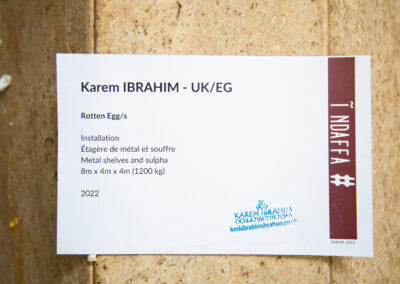 Karem IBRAHIM - UK/EG
Rotten Egg/s
Installation
Étagère de métal et souffre
Metal shelves and sulpha
8m x 4m x 4m (1200 kg)
2022
KAREM IBRAHIM
kmkibrahim@yahoo.co.uk
Ĩ NDAFFA #